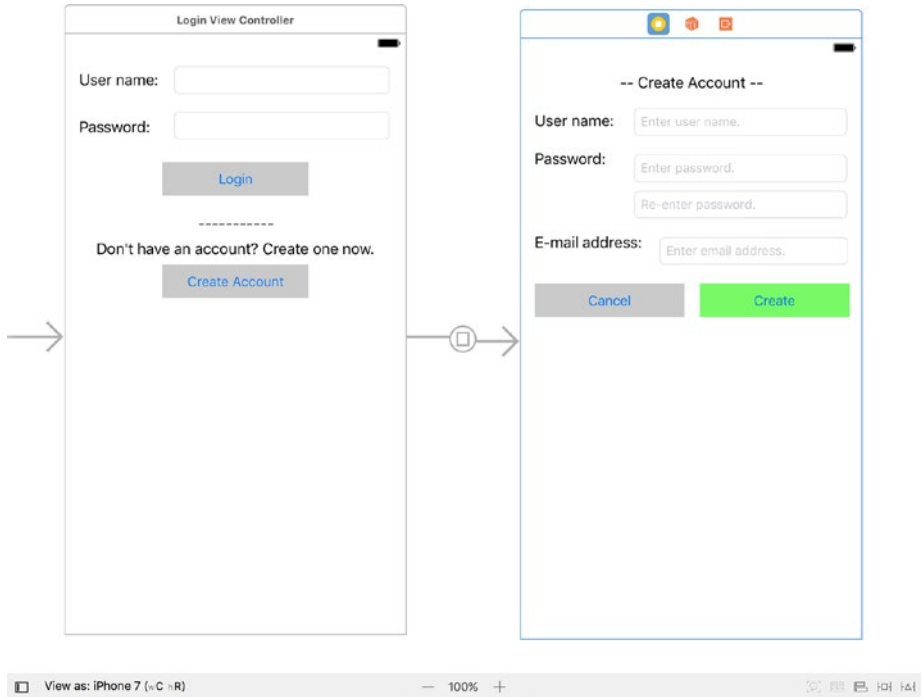 Login View Controller
User name:
Password:
Login
-----------
Don't have an account? Create one now.
Create Account
-- Create Account --
User name: Enter user name.
Password: Enter password.
Re-enter password.
E-mail address: Enter email address.
Cancel Create
View as: iPhone 7 (wC hR) — 100% +